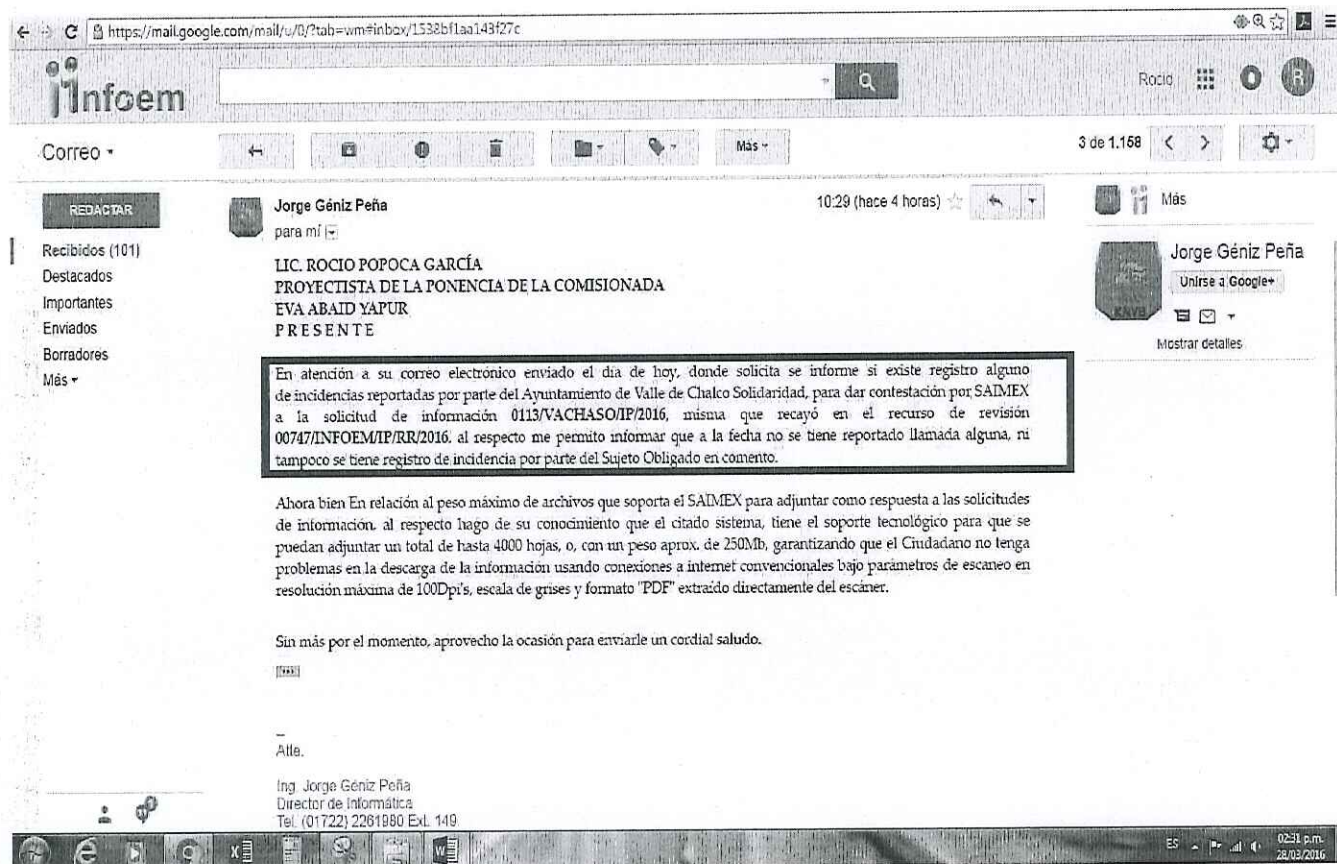 https://mail.google.com/mail/u/0/?tab=wm#inbox/1538bf1aa143f27c
infoem
Rocio
R
Correo
Más
3 de 1.158
REDACTAR
Recibidos (101)
Destacados
Importantes
Enviados
Borradores
Más
Jorge Géniz Peña
10:29 (hace 4 horas)
para mí
LIC. ROCIO POPOCA GARCÍA
PROYECTISTA DE LA PONENCIA DE LA COMISIONADA
EVA ABAID YAPUR
P R E S E N T E
En atención a su correo electrónico enviado el día de hoy, donde solicita se informe si existe registro alguno
de incidencias reportadas por parte del Ayuntamiento de Valle de Chalco Solidaridad, para dar contestación por SAIMEX
a la solicitud de información 0113/VACHASO/IP/2016, misma que recayó en el recurso de revisión
00747/INFOEM/IP/RR/2016, al respecto me permito informar que a la fecha no se tiene reportado llamada alguna, ni
tampoco se tiene registro de incidencia por parte del Sujeto Obligado en comento.
Ahora bien En relación al peso máximo de archivos que soporta el SAIMEX para adjuntar como respuesta a las solicitudes
de información, al respecto hago de su conocimiento que el citado sistema, tiene el soporte tecnológico para que se
puedan adjuntar un total de hasta 4000 hojas, o, con un peso aprox. de 250Mb, garantizando que el Ciudadano no tenga
problemas en la descarga de la información usando conexiones a internet convencionales bajo parámetros de escaneo en
resolución máxima de 100Dpi's, escala de grises y formato "PDF" extraído directamente del escáner.
Sin más por el momento, aprovecho la ocasión para enviarle un cordial saludo.
--
Atte.
Ing. Jorge Géniz Peña
Director de Informática
Tel. (01722) 2261980 Ext. 149
Más
Jorge Géniz Peña
Unirse a Google+
KNVB
Mostrar detalles
ES
02:31 p.m.
28/03/2016